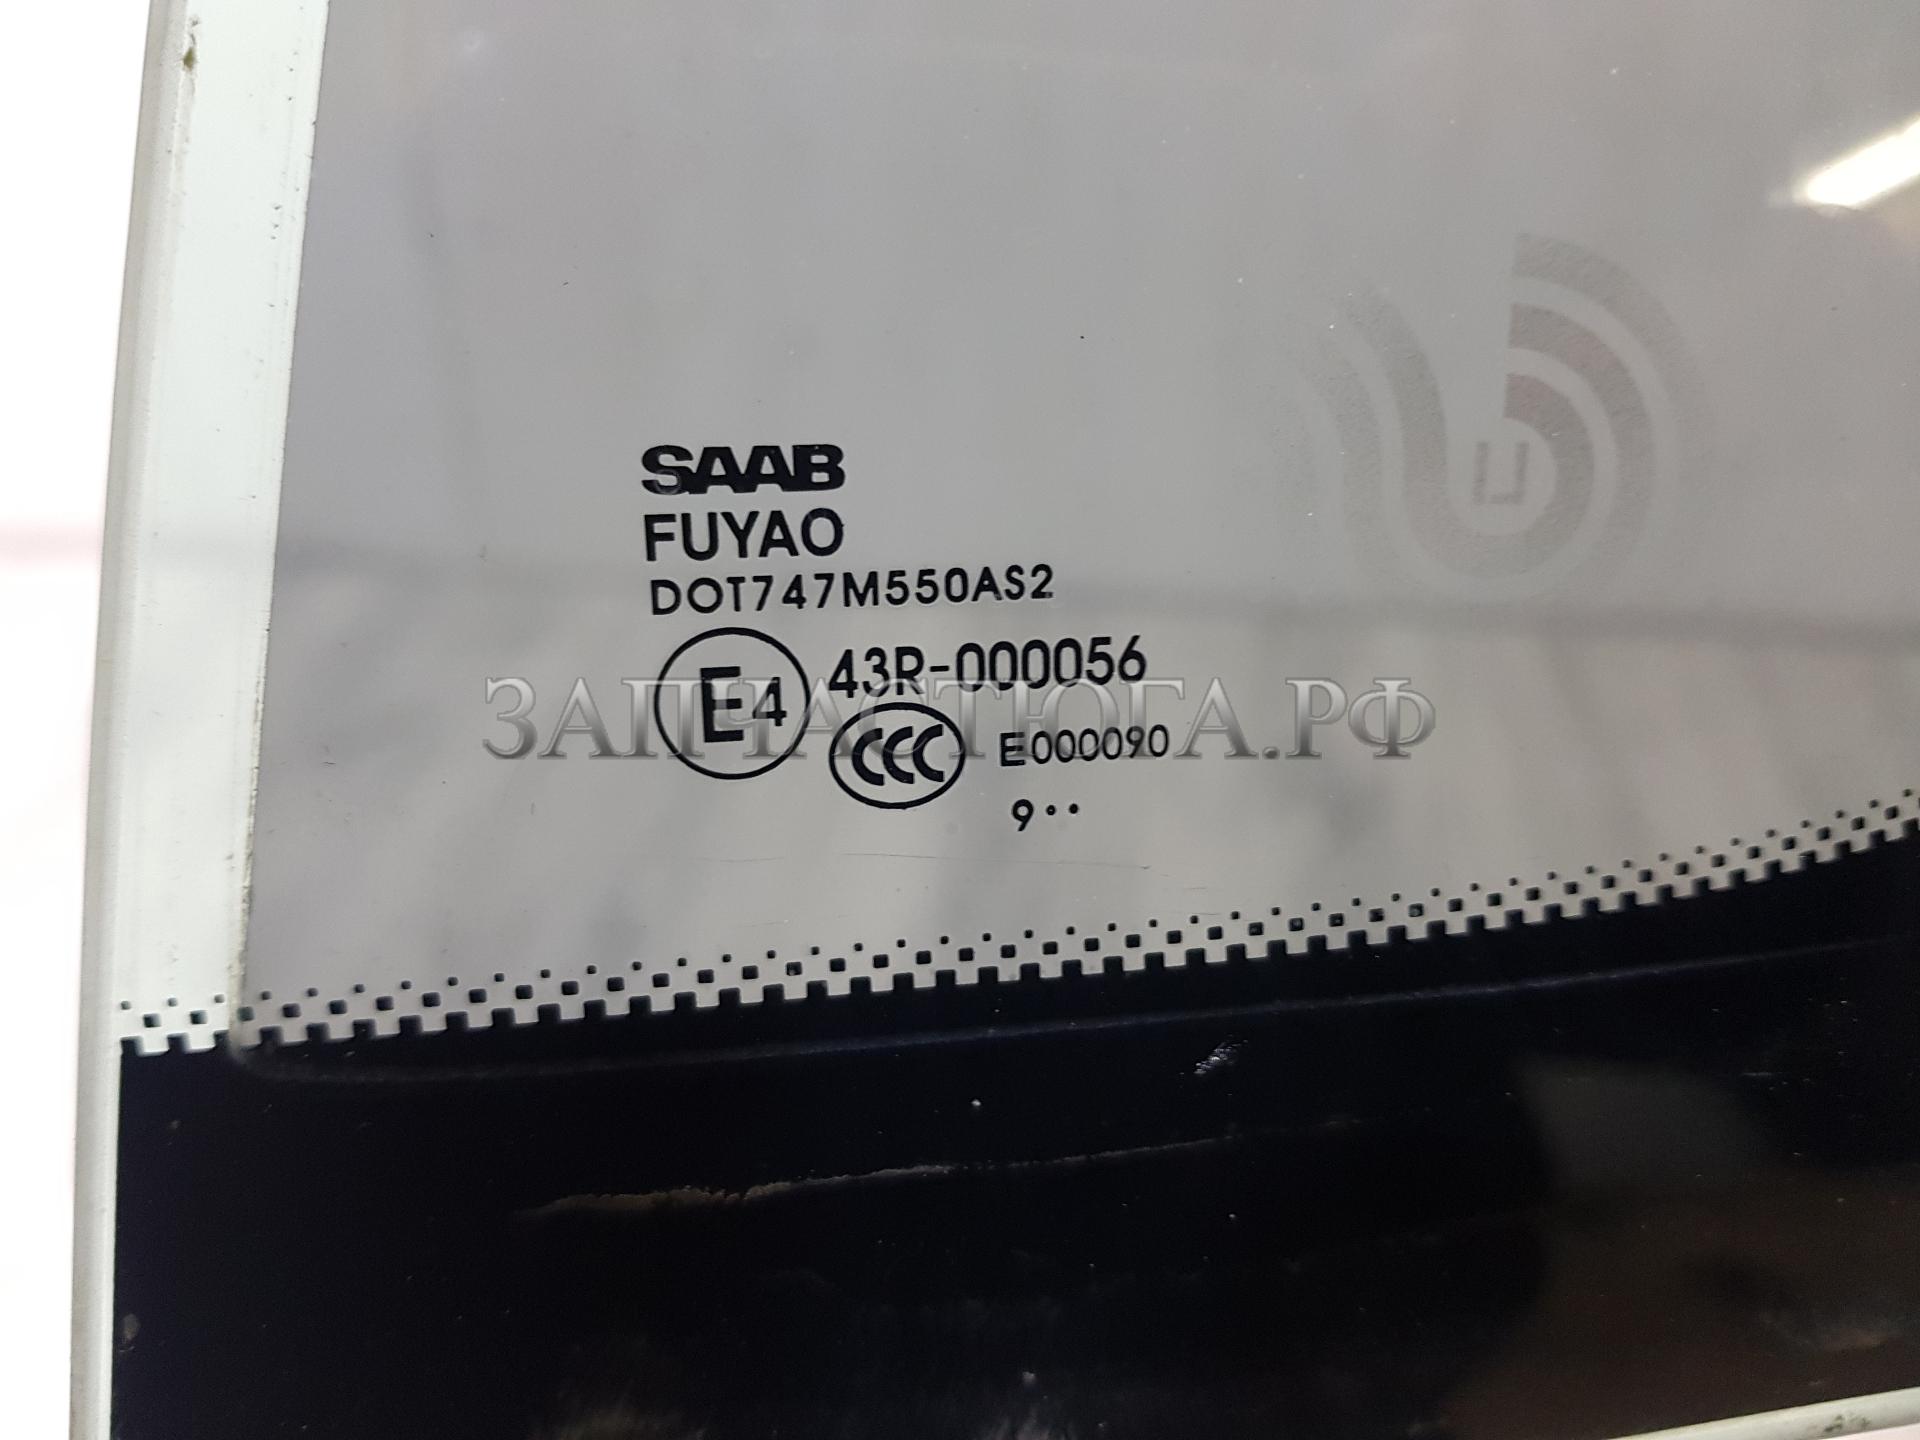 SAAB
FUYAO
DOT747M550AS2
E4 43R-000056
ЗАПЧАСТЮГА.РФ
CCC E000090
9··